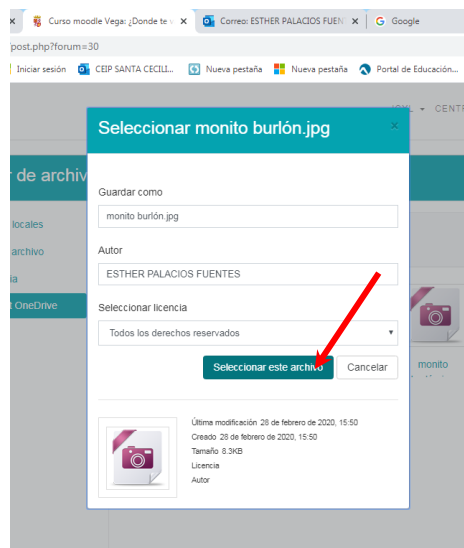 Curso moodle Vega: ¿Donde te v
Correo: ESTHER PALACIOS FUEN
Google
/post.php?forum=30
Iniciar sesión
CEIP SANTA CECILI...
Nueva pestaña
Nueva pestaña
Portal de Educación...
CENT
Seleccionar monito burlón.jpg
de archiv
Guardar como
monito burlón.jpg
locales
archivo
Autor
ESTHER PALACIOS FUENTES
OneDrive
Seleccionar licencia
Todos los derechos reservados
Seleccionar este archivo
Cancelar
monito
Última modificación 28 de febrero de 2020, 15:50
Creado 28 de febrero de 2020, 15:50
Tamaño 8.3KB
Licencia
Autor